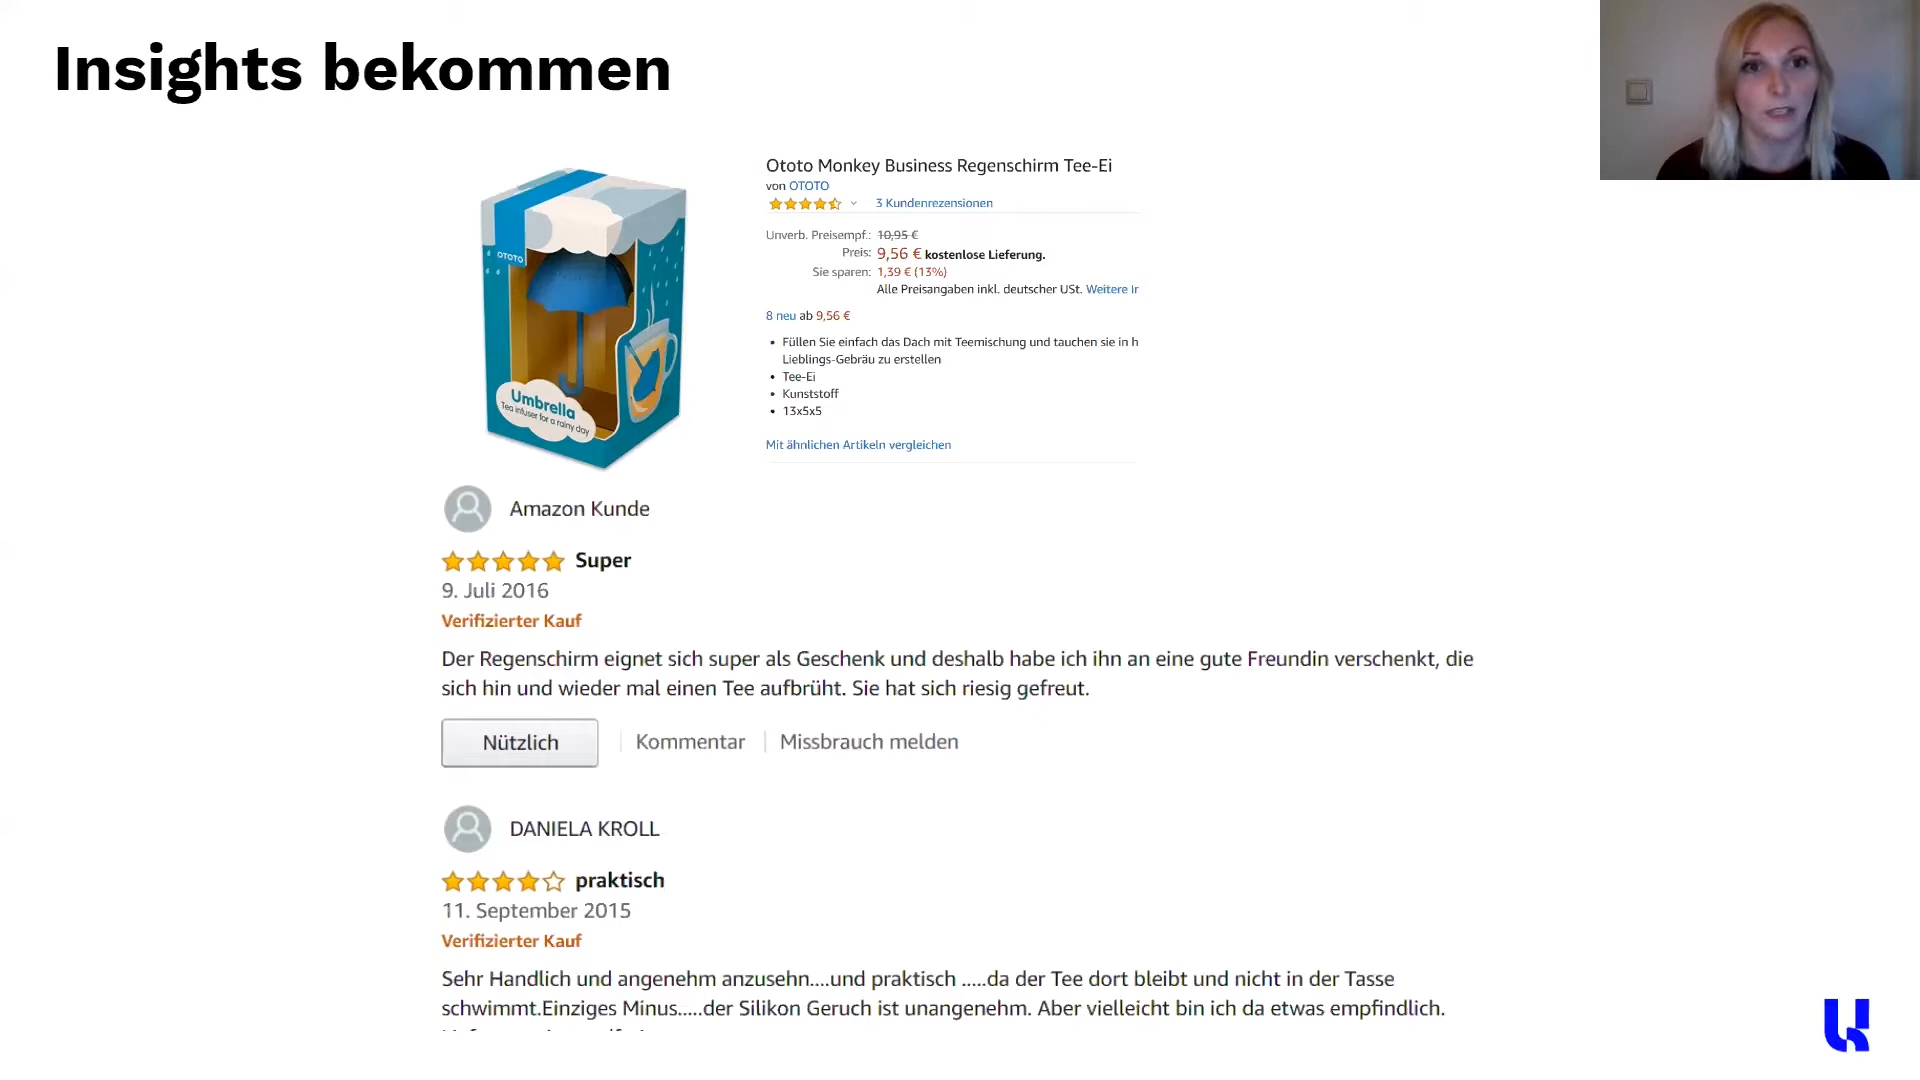 Insights bekommen
Ototo Monkey Business Regenschirm Tee-Ei
von OTOTO
3 Kundenrezensionen
Unverb. Preisempf.: 10,95 €
Preis: 9,56 € kostenlose Lieferung.
Sie sparen: 1,39 € (13%)
Alle Preisangaben inkl. deutscher USt. Weitere Ir
8 neu ab 9,56 €
• Füllen Sie einfach das Dach mit Teemischung und tauchen sie in h
Lieblings-Gebräu zu erstellen
• Tee-Ei
• Kunststoff
• 13x5x5
Mit ähnlichen Artikeln vergleichen
OTOTO
Umbrella
Tea infuser for a rainy day
Amazon Kunde
Super
9. Juli 2016
Verifizierter Kauf
Der Regenschirm eignet sich super als Geschenk und deshalb habe ich ihn an eine gute Freundin verschenkt, die
sich hin und wieder mal einen Tee aufbrüht. Sie hat sich riesig gefreut.
Nützlich | Kommentar | Missbrauch melden
DANIELA KROLL
praktisch
11. September 2015
Verifizierter Kauf
Sehr Handlich und angenehm anzusehn....und praktisch .....da der Tee dort bleibt und nicht in der Tasse
schwimmt.Einziges Minus.....der Silikon Geruch ist unangenehm. Aber vielleicht bin ich da etwas empfindlich.